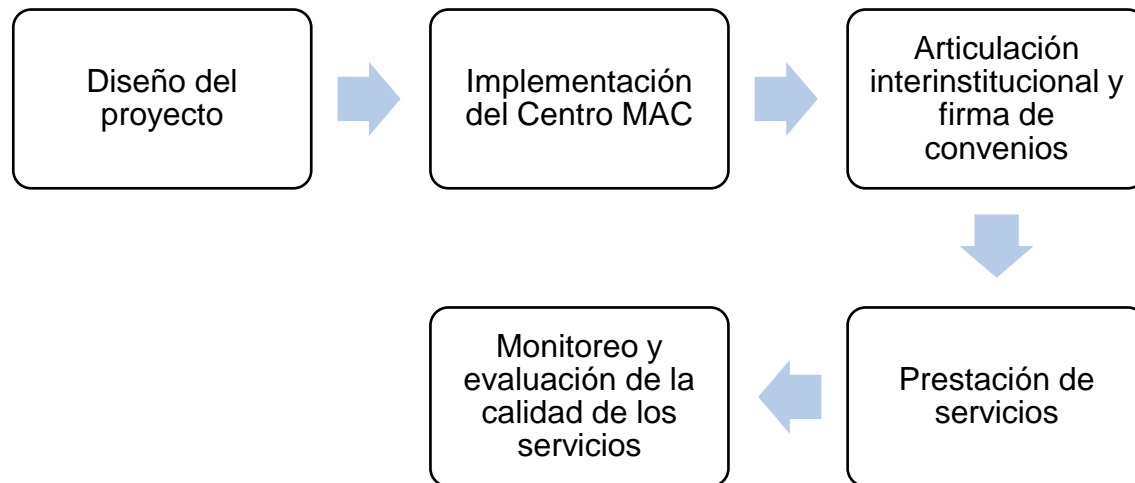 Diseño del
proyecto
Implementación
del Centro MAC
Articulación
interinstitucional y
firma de
convenios
Prestación de
servicios
Monitoreo y
evaluación de la
calidad de los
servicios